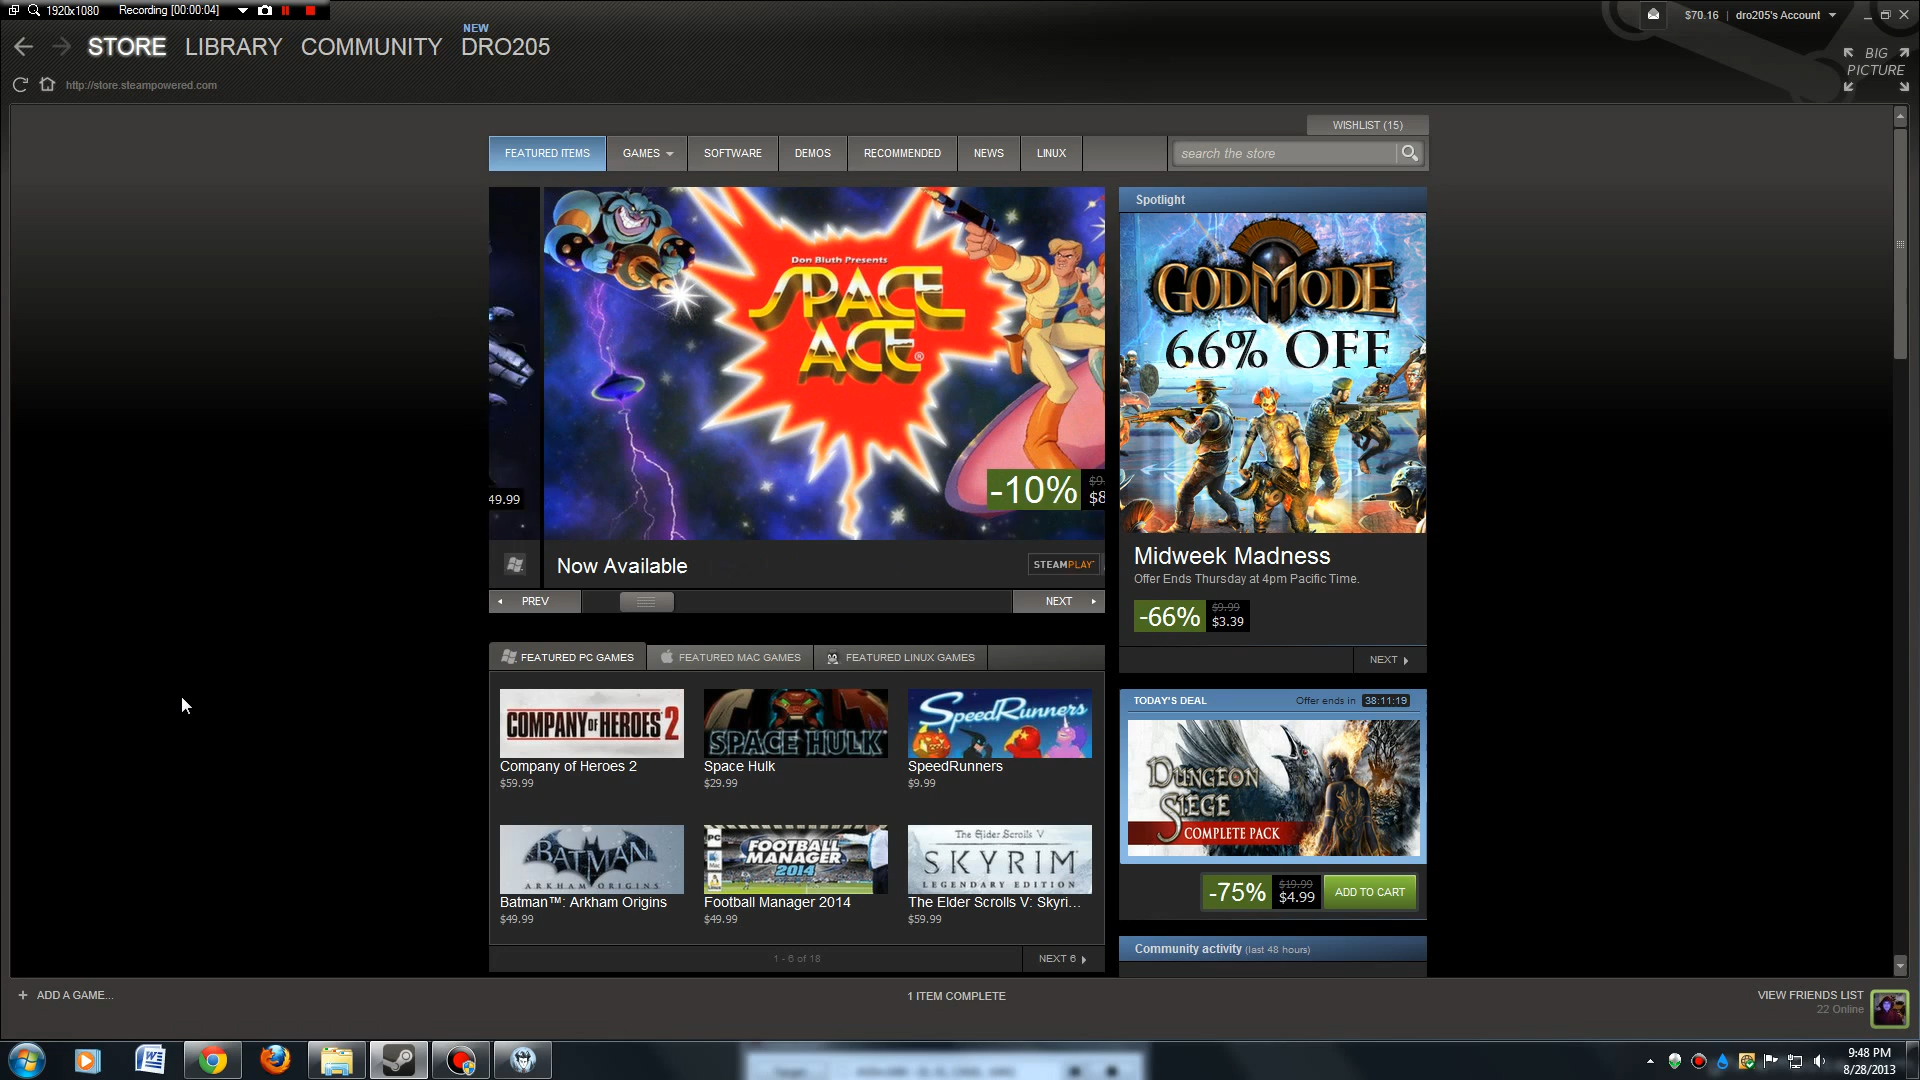 1920x1080 Recording [00:00:04]
$70.16 dro205's Account
NEW
STORE LIBRARY COMMUNITY DRO205
BIG PICTURE
http://store.steampowered.com
WISHLIST (15)
FEATURED ITEMS GAMES SOFTWARE DEMOS RECOMMENDED NEWS LINUX search the store
Don Bluth Presents
SPACE
ACE®
-10%
$9.
$8
49.99
Now Available
STEAMPLAY
PREV
NEXT
Spotlight
GOD MODE
66% OFF
Midweek Madness
Offer Ends Thursday at 4pm Pacific Time.
-66% $9.99
$3.39
NEXT
FEATURED PC GAMES FEATURED MAC GAMES FEATURED LINUX GAMES
COMPANY OF HEROES 2
Company of Heroes 2
$59.99
SPACE HULK
Space Hulk
$29.99
SpeedRunners
SpeedRunners
$9.99
BATMAN
ARKHAM ORIGINS
Batman™: Arkham Origins
$49.99
PC
Mac
FOOTBALL
MANAGER
2014
Football Manager 2014
$49.99
The Elder Scrolls V
SKYRIM
LEGENDARY EDITION
The Elder Scrolls V: Skyri...
$59.99
1 - 6 of 18
NEXT 6
TODAY'S DEAL Offer ends in 38:11:19
DUNGEON
SIEGE
COMPLETE PACK
-75% $19.99
$4.99
ADD TO CART
Community activity (last 48 hours)
+ ADD A GAME...
1 ITEM COMPLETE
VIEW FRIENDS LIST
22 Online
9:48 PM
8/28/2013